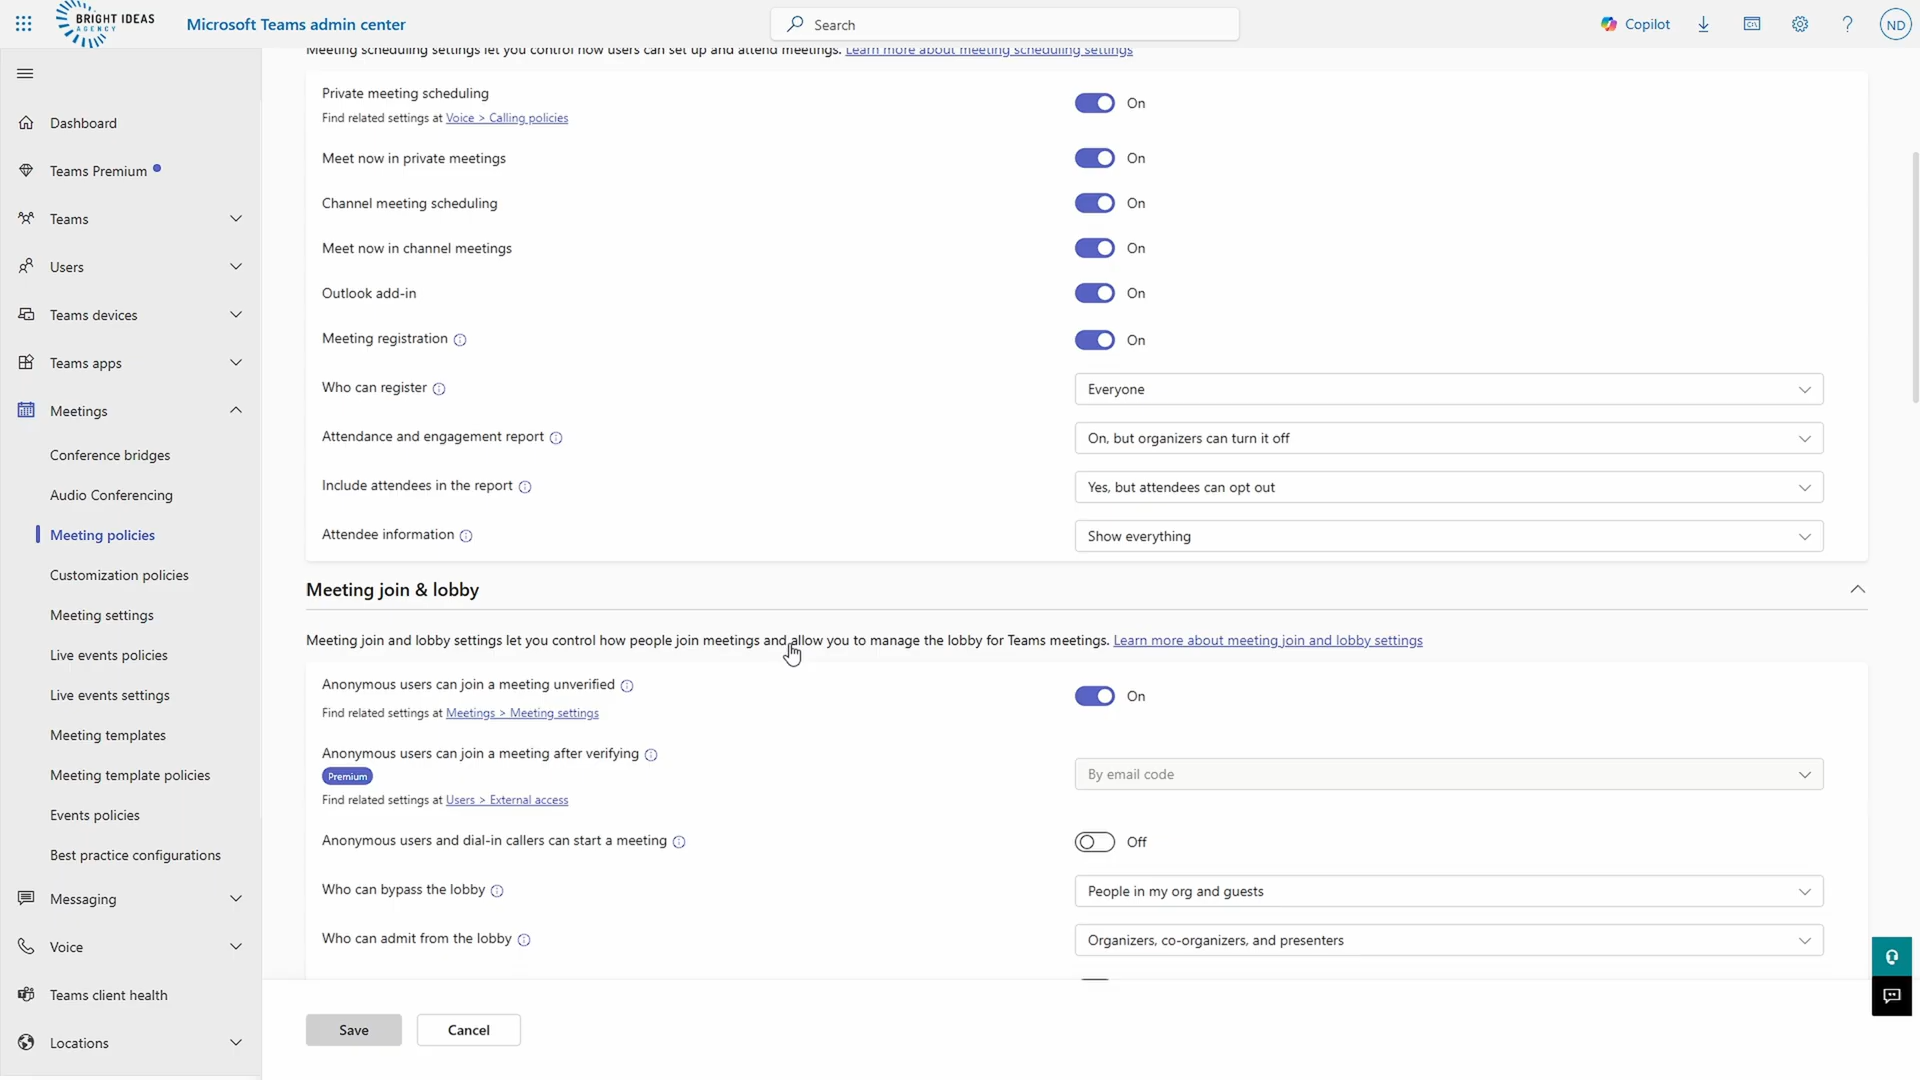 BRIGHT IDEAS
AGENCY
Microsoft Teams admin center
Search
Copilot
ND
Dashboard
Teams Premium
Teams
Users
Teams devices
Teams apps
Meetings
Conference bridges
Audio Conferencing
Meeting policies
Customization policies
Meeting settings
Live events policies
Live events settings
Meeting templates
Meeting template policies
Events policies
Best practice configurations
Messaging
Voice
Teams client health
Locations
Meeting scheduling settings let you control how users can set up and attend meetings. Learn more about meeting scheduling settings
Private meeting scheduling
On
Find related settings at Voice > Calling policies
Meet now in private meetings
On
Channel meeting scheduling
On
Meet now in channel meetings
On
Outlook add-in
On
Meeting registration
On
Who can register
Everyone
Attendance and engagement report
On, but organizers can turn it off
Include attendees in the report
Yes, but attendees can opt out
Attendee information
Show everything
Meeting join & lobby
Meeting join and lobby settings let you control how people join meetings and allow you to manage the lobby for Teams meetings. Learn more about meeting join and lobby settings
Anonymous users can join a meeting unverified
On
Find related settings at Meetings > Meeting settings
Anonymous users can join a meeting after verifying
Premium
By email code
Find related settings at Users > External access
Anonymous users and dial-in callers can start a meeting
Off
Who can bypass the lobby
People in my org and guests
Who can admit from the lobby
Organizers, co-organizers, and presenters
Save
Cancel